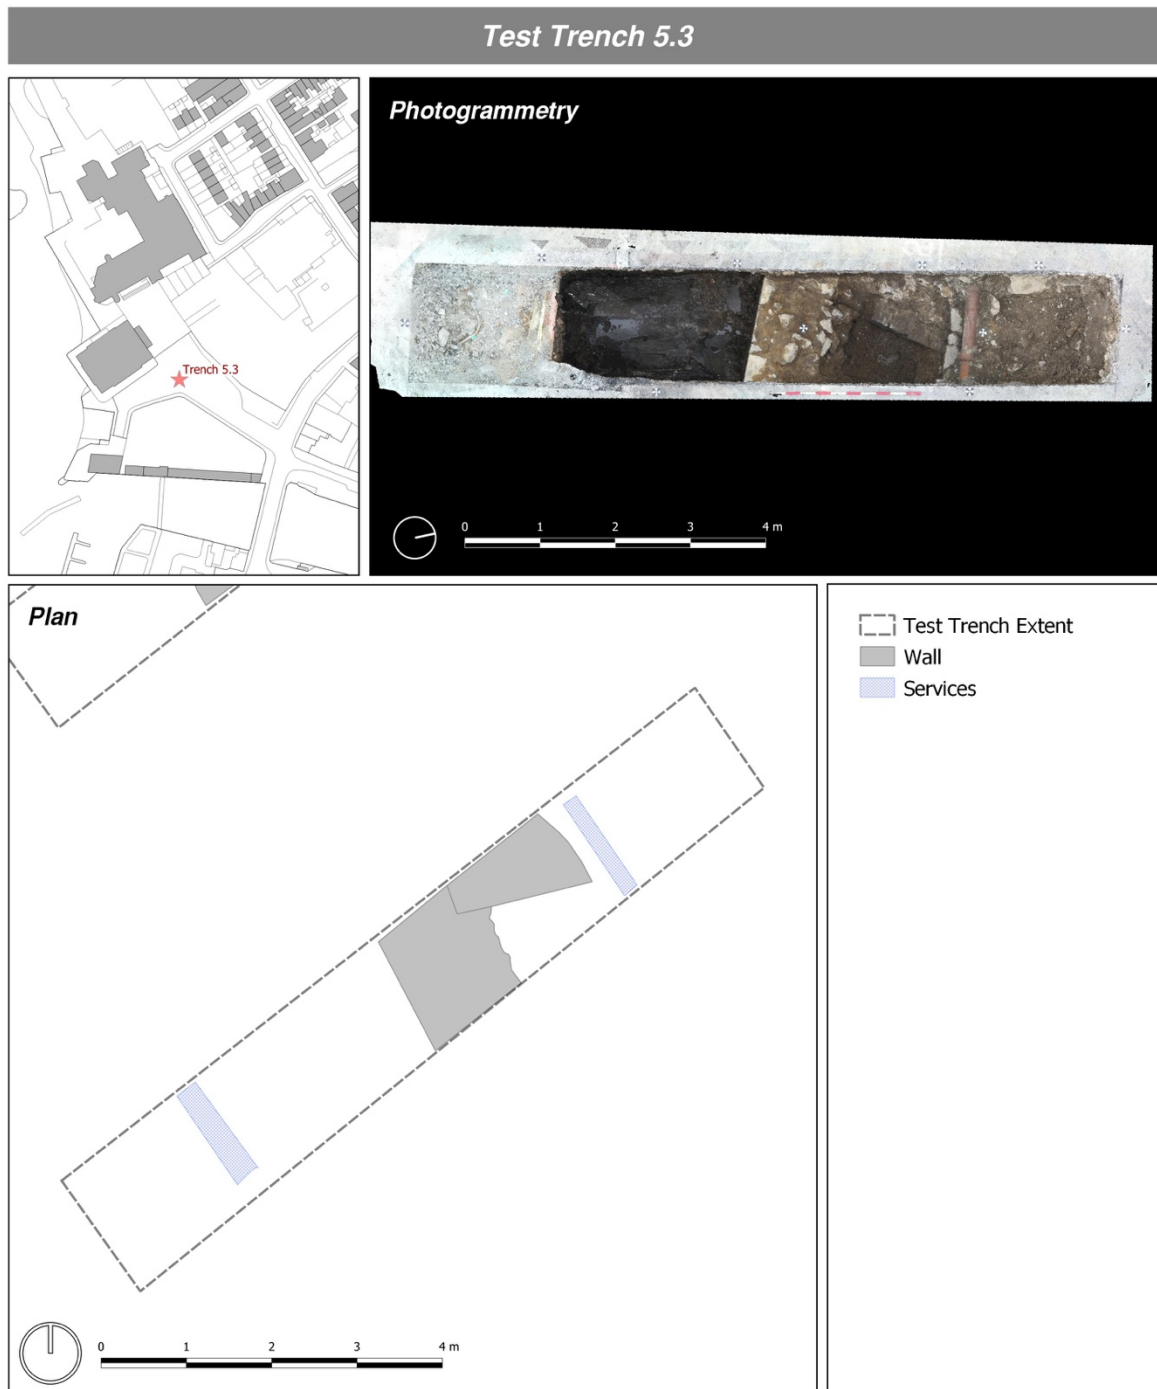 Test Trench 5.3
Trench 5.3
Photogrammetry
0 1 2 3 4 m
Plan
0 1 2 3 4 m
Test Trench Extent
Wall
Services